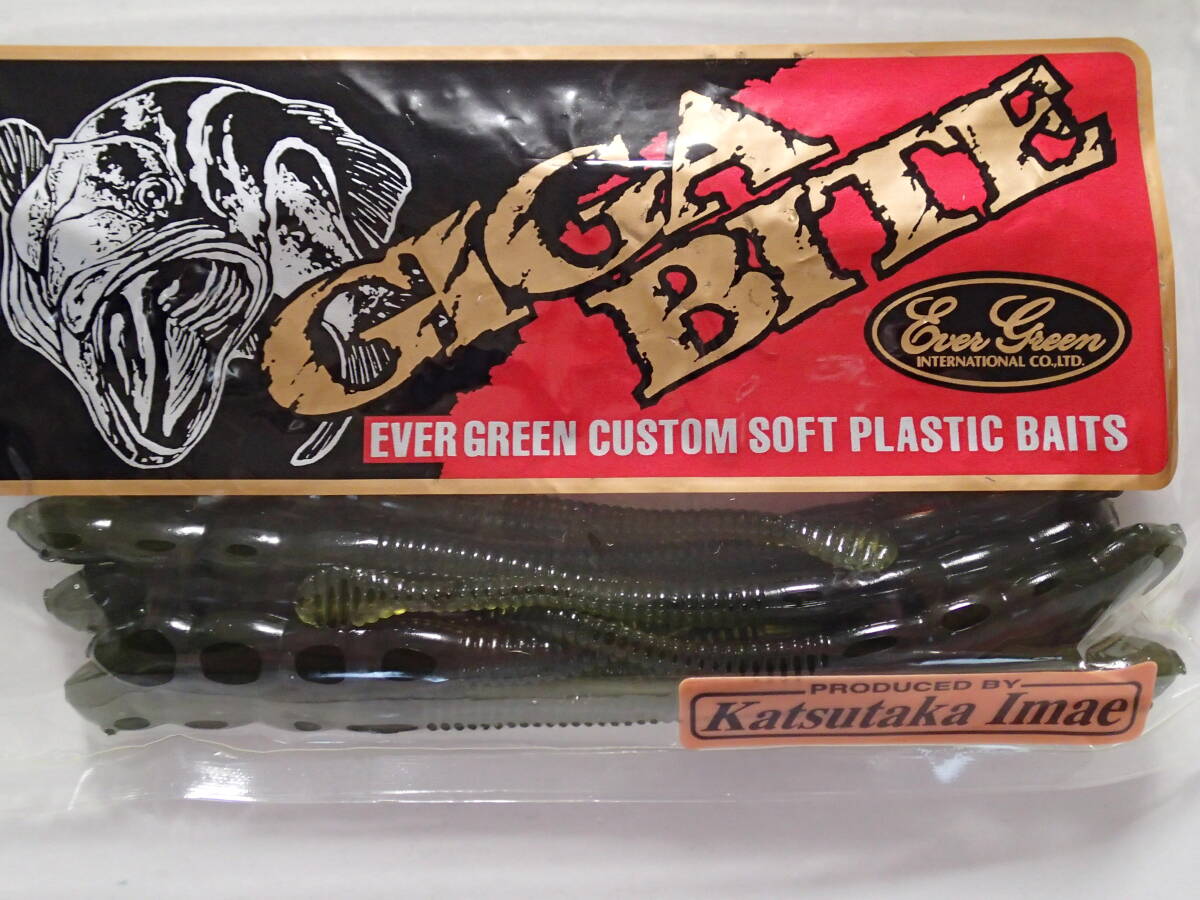 GIGA
BITE
Ever Green
INTERNATIONAL CO.,LTD.
EVER GREEN CUSTOM SOFT PLASTIC BAITS
PRODUCED BY
Katsutaka Imae